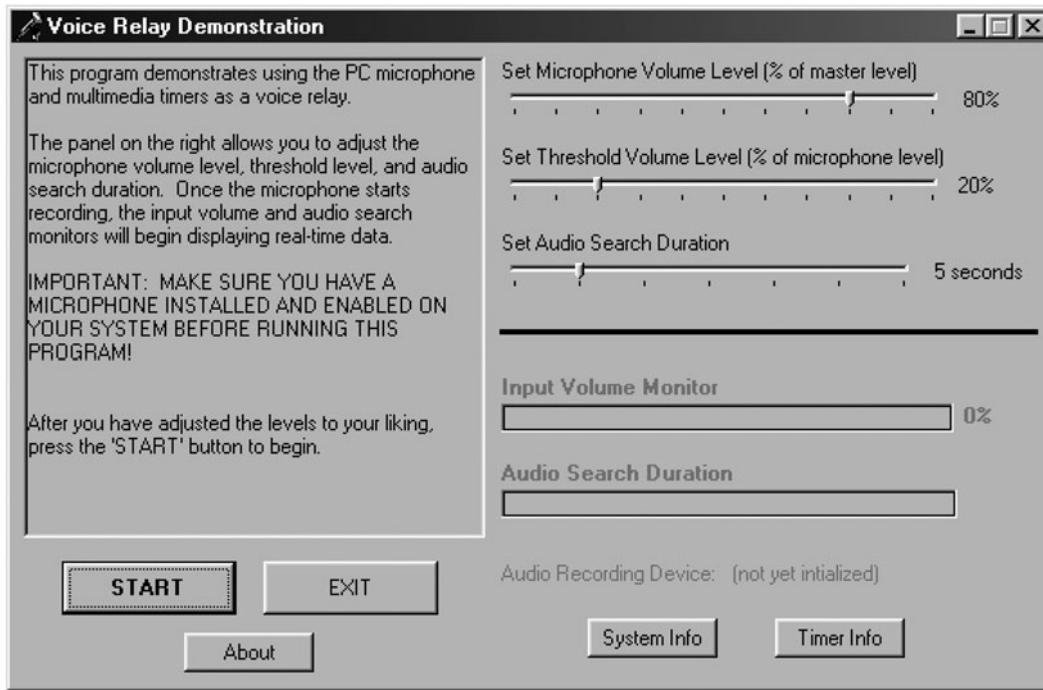 Voice Relay Demonstration
This program demonstrates using the PC microphone
and multimedia timers as a voice relay.
The panel on the right allows you to adjust the
microphone volume level, threshold level, and audio
search duration. Once the microphone starts
recording, the input volume and audio search
monitors will begin displaying real-time data.
IMPORTANT: MAKE SURE YOU HAVE A
MICROPHONE INSTALLED AND ENABLED ON
YOUR SYSTEM BEFORE RUNNING THIS
PROGRAM!
After you have adjusted the levels to your liking,
press the 'START' button to begin.
START
EXIT
About
Set Microphone Volume Level (% of master level)
80%
Set Threshold Volume Level (% of microphone level)
20%
Set Audio Search Duration
5 seconds
Input Volume Monitor
0%
Audio Search Duration
Audio Recording Device: (not yet intialized)
System Info
Timer Info